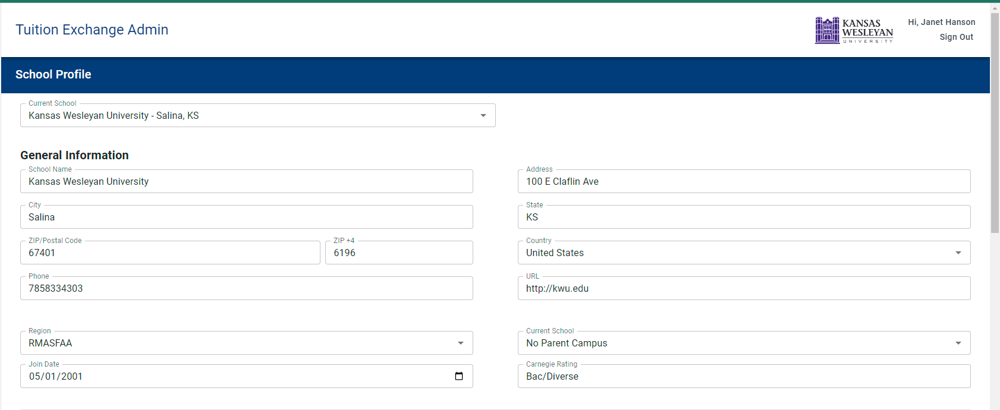 Tuition Exchange Admin
KANSAS
WESLEYAN
UNIVERSITY
Hi, Janet Hanson
Sign Out
School Profile
Current School
Kansas Wesleyan University - Salina, KS
General Information
School Name
Kansas Wesleyan University
Address
100 E Claflin Ave
City
Salina
State
KS
ZIP/Postal Code
67401
ZIP +4
6196
Country
United States
Phone
7858334303
URL
http://kwu.edu
Region
RMASFAA
Current School
No Parent Campus
Join Date
05/01/2001
Carnegie Rating
Bac/Diverse